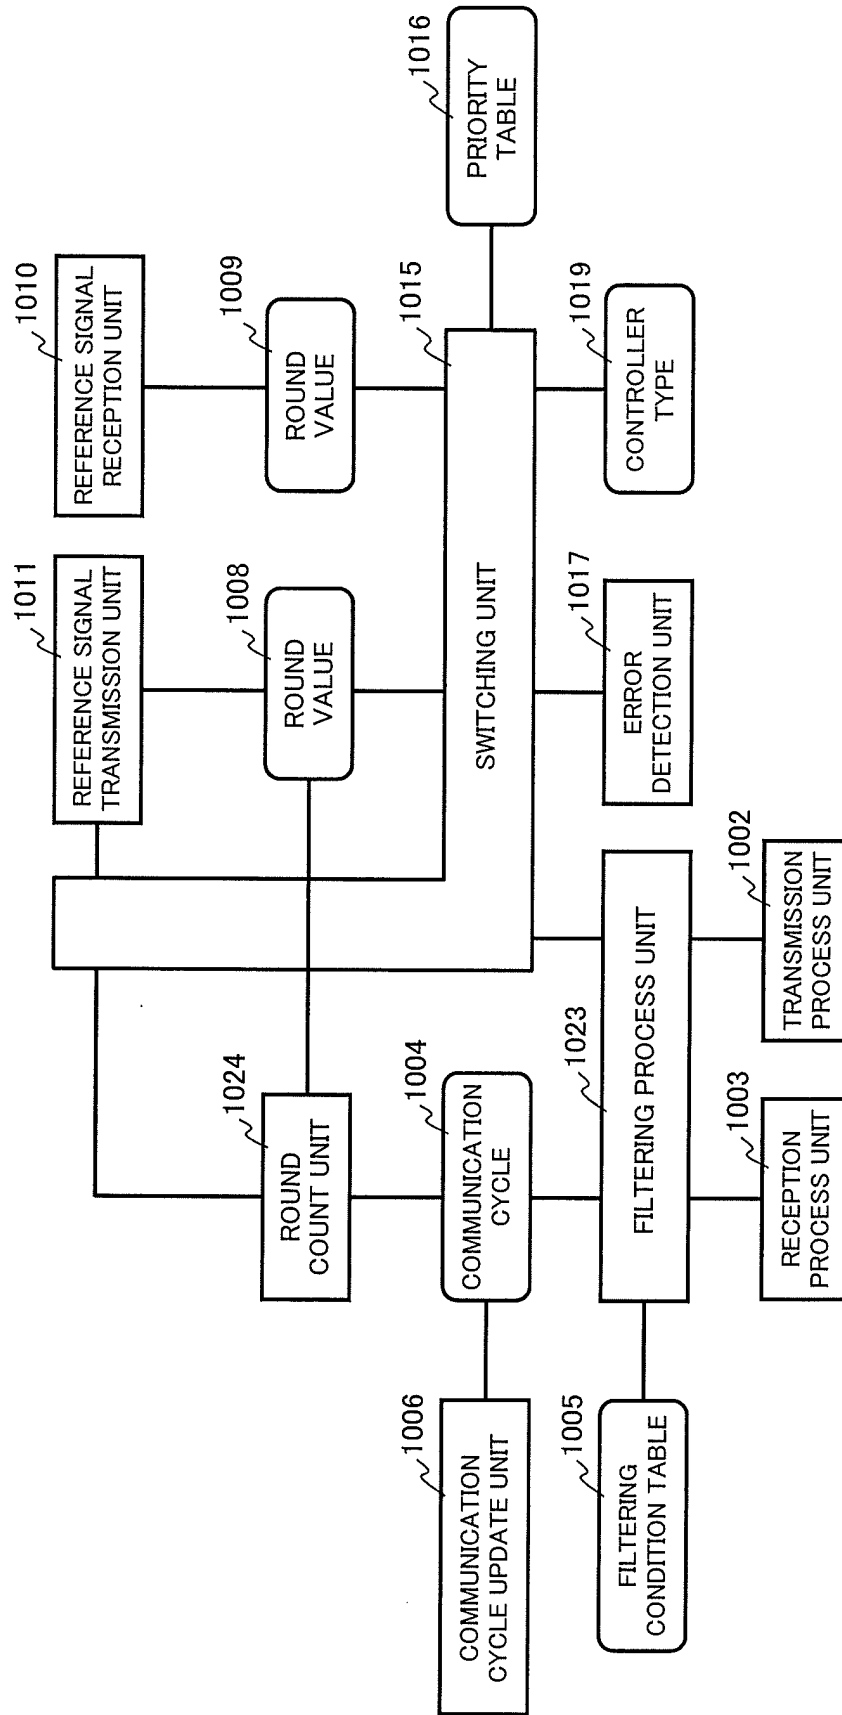 1006
COMMUNICATION
CYCLE UPDATE UNIT
1005
FILTERING
CONDITION TABLE
1024
ROUND
COUNT UNIT
1004
COMMUNICATION
CYCLE
1023
FILTERING PROCESS UNIT
1003
RECEPTION
PROCESS UNIT
1002
TRANSMISSION
PROCESS UNIT
1011
REFERENCE SIGNAL
TRANSMISSION UNIT
1008
ROUND
VALUE
1015
SWITCHING UNIT
1017
ERROR
DETECTION UNIT
1010
REFERENCE SIGNAL
RECEPTION UNIT
1009
ROUND
VALUE
1019
CONTROLLER
TYPE
1016
PRIORITY
TABLE